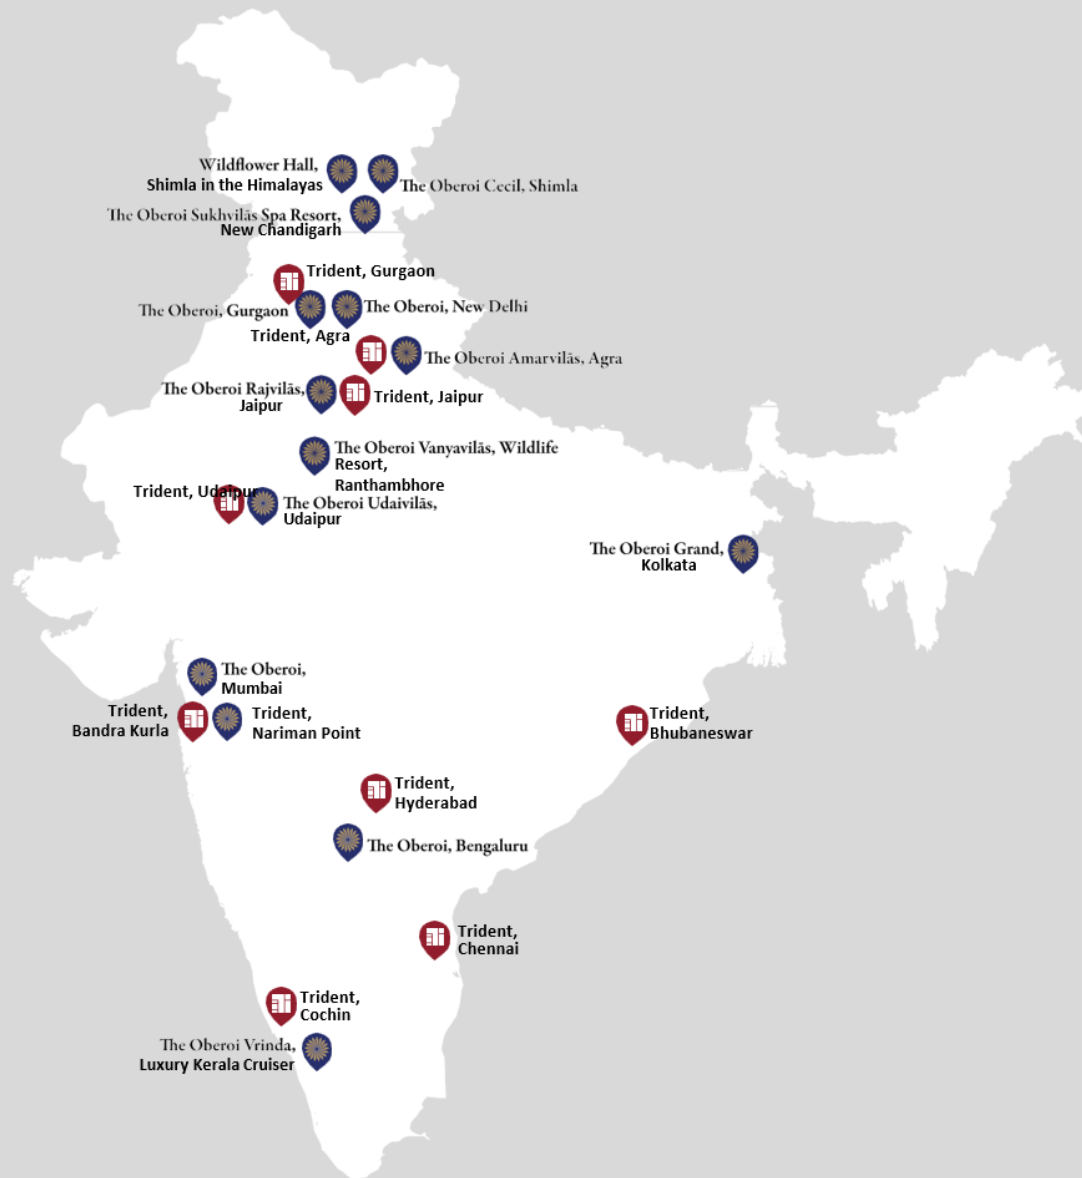 Wildflower Hall,
Shimla in the Himalayas
The Oberoi Cecil, Shimla
The Oberoi Sukhvilās Spa Resort,
New Chandigarh
Trident, Gurgaon
The Oberoi, Gurgaon
The Oberoi, New Delhi
Trident, Agra
The Oberoi Amarvilās, Agra
The Oberoi Rajvilās,
Jaipur
Trident, Jaipur
The Oberoi Vanyavilās, Wildlife
Resort,
Ranthambhore
Trident, Udaipur
The Oberoi Udaivilās,
Udaipur
The Oberoi Grand,
Kolkata
The Oberoi,
Mumbai
Trident,
Bandra Kurla
Trident,
Nariman Point
Trident,
Bhubaneswar
Trident,
Hyderabad
The Oberoi, Bengaluru
Trident,
Chennai
Trident,
Cochin
The Oberoi Vrinda,
Luxury Kerala Cruiser